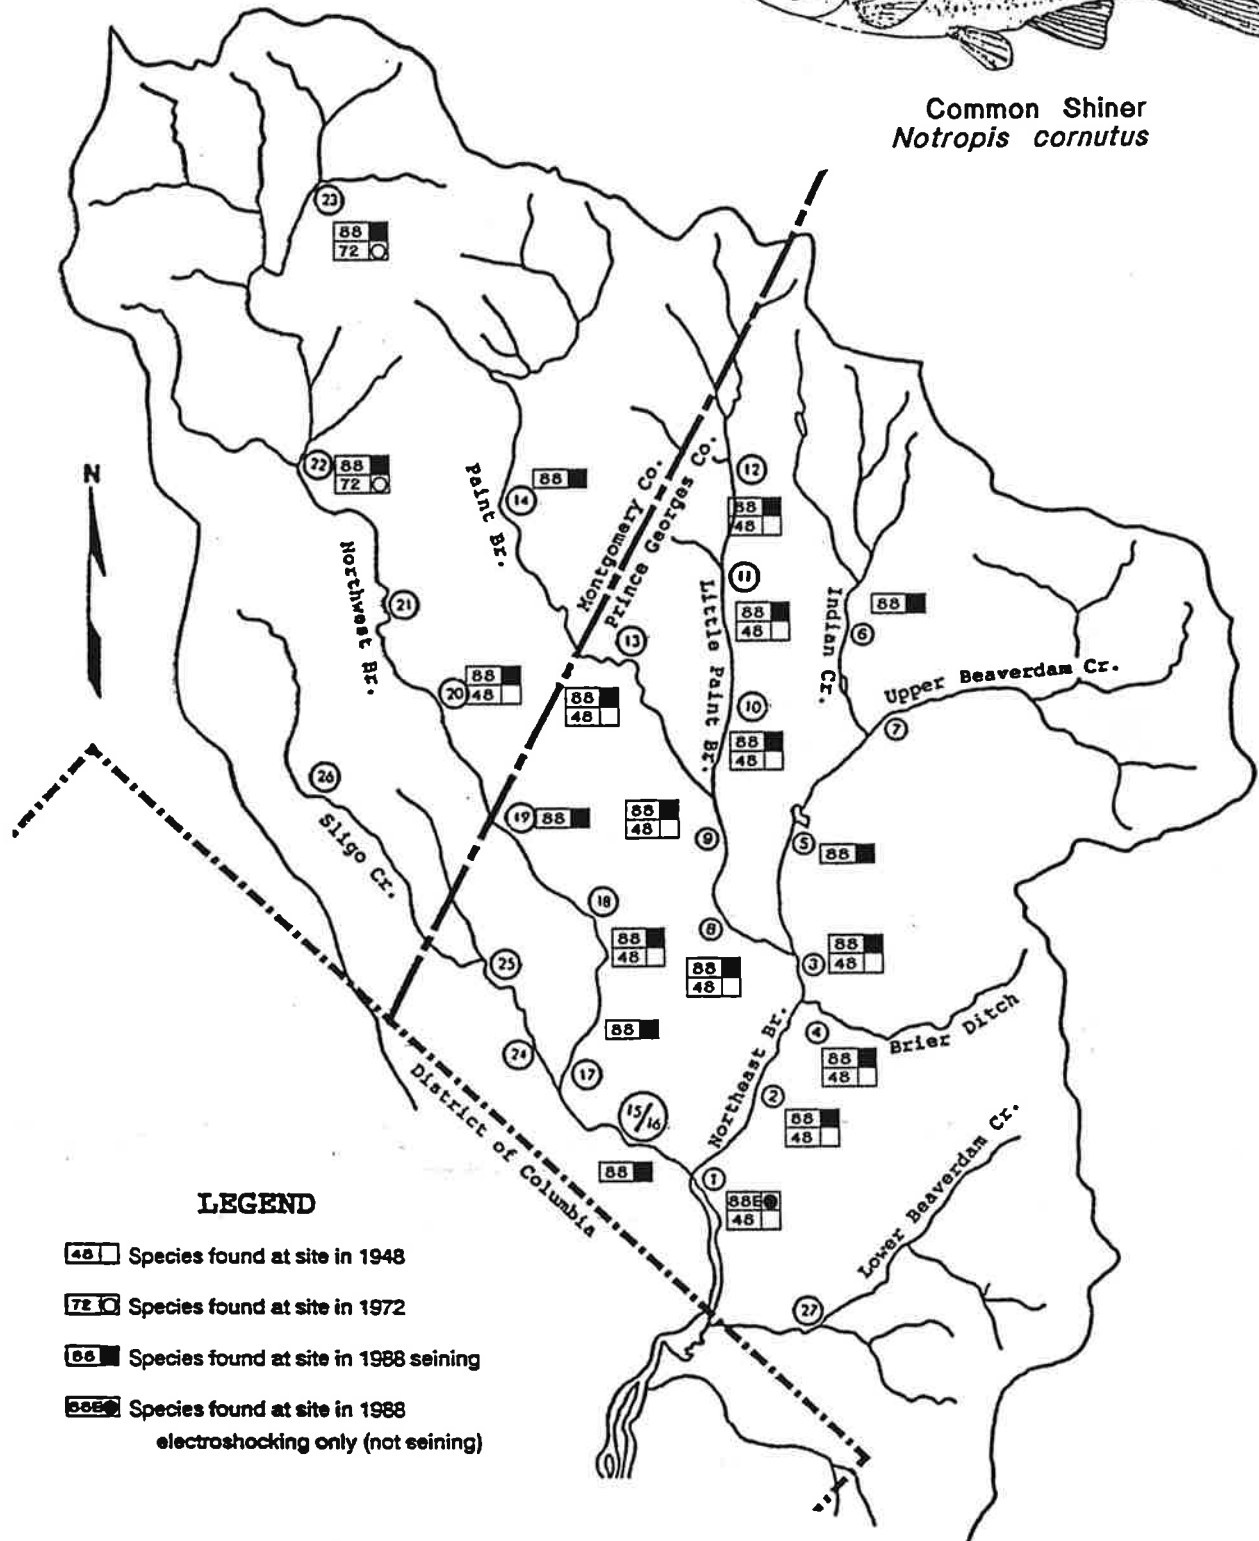 Common Shiner
Notropis cornutus
23
88
72
N
22
88
72
Paint Br.
14
88
Montgomery Co.
Prince Georges Co.
12
88
48
Northwest Br.
21
11
88
48
Little Paint Br.
Indian Cr.
88
6
13
88
48
20
88
48
10
88
48
Upper Beaverdam Cr.
7
26
Sligo Cr.
19
88
88
48
9
5
88
18
88
48
8
88
48
3
88
48
25
4
Brier Ditch
88
48
88
24
17
15/16
Northeast Br.
2
88
48
District of Columbia
88
1
88E
48
Lower Beaverdam Cr.
27
LEGEND
48 Species found at site in 1948
72 Species found at site in 1972
88 Species found at site in 1988 seining
88E Species found at site in 1988
electroshocking only (not seining)